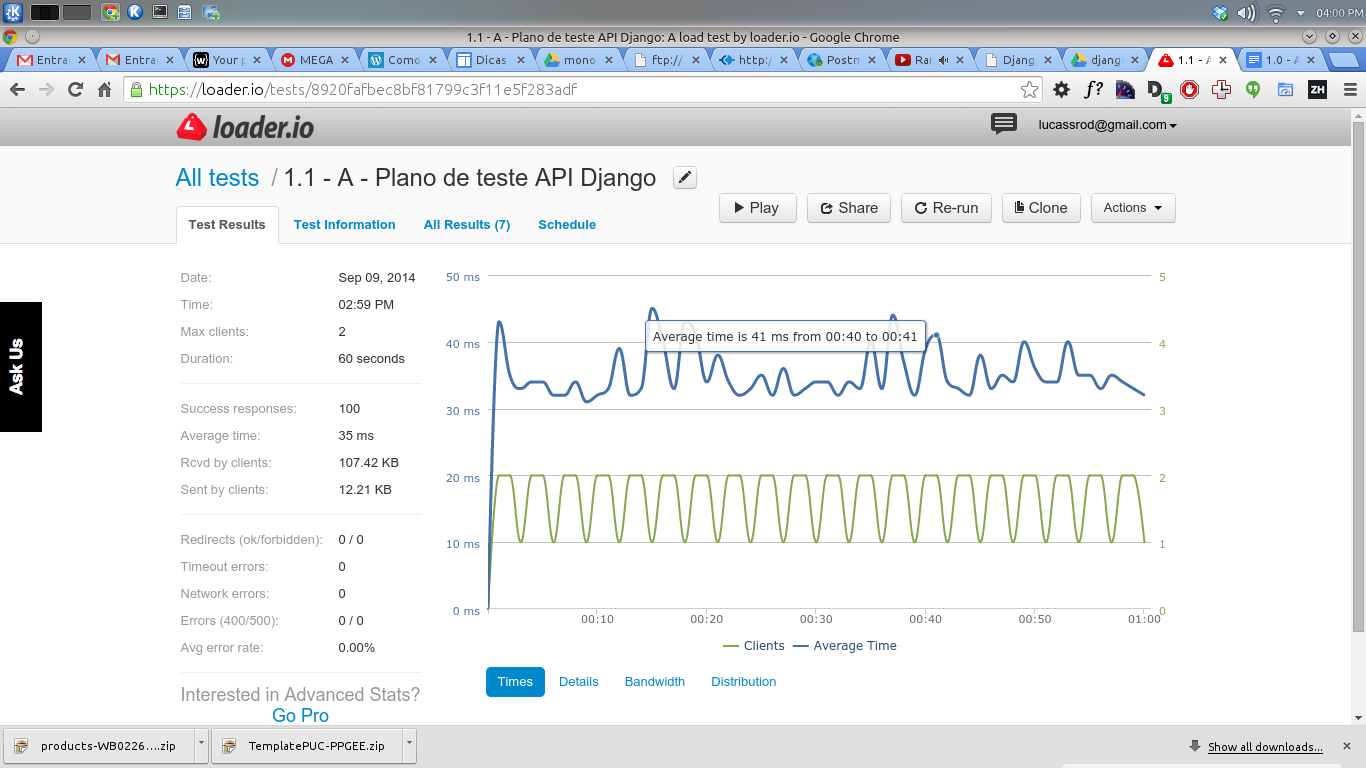 04:00 PM
1.1 - A - Plano de teste API Django: A load test by loader.io - Google Chrome
Entra
Entra
Your p
MEGA
Como
Dicas
mono
ftp://
http:/
Postm
Ra
Djang
djang
1.1 - A
1.0 - A
https://loader.io/tests/8920fafbec8bf81799c3f11e5f283adf
f?
D
9
ZH
loader.io
lucassrod@gmail.com
All tests / 1.1 - A - Plano de teste API Django
Play
Share
Re-run
Clone
Actions
Test Results
Test Information
All Results (7)
Schedule
Ask Us
Date: Sep 09, 2014
Time: 02:59 PM
Max clients: 2
Duration: 60 seconds
Success responses: 100
Average time: 35 ms
Rcvd by clients: 107.42 KB
Sent by clients: 12.21 KB
Redirects (ok/forbidden): 0 / 0
Timeout errors: 0
Network errors: 0
Errors (400/500): 0 / 0
Avg error rate: 0.00%
Interested in Advanced Stats?
Go Pro
50 ms
40 ms
30 ms
20 ms
10 ms
0 ms
Average time is 41 ms from 00:40 to 00:41
5
4
3
2
1
0
00:10
00:20
00:30
00:40
00:50
01:00
Clients
Average Time
Times
Details
Bandwidth
Distribution
products-WB0226....zip
TemplatePUC-PPGEE.zip
Show all downloads...